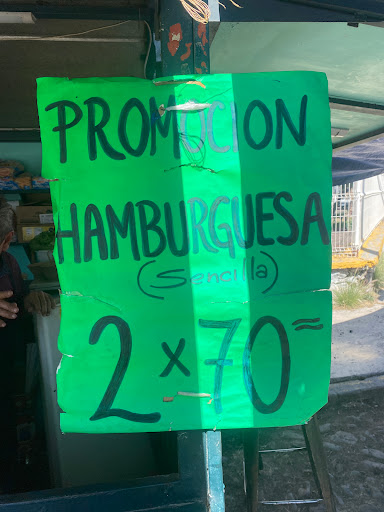 PROMOCION
HAMBURGUESA
(Sencilla)
2 x 70=